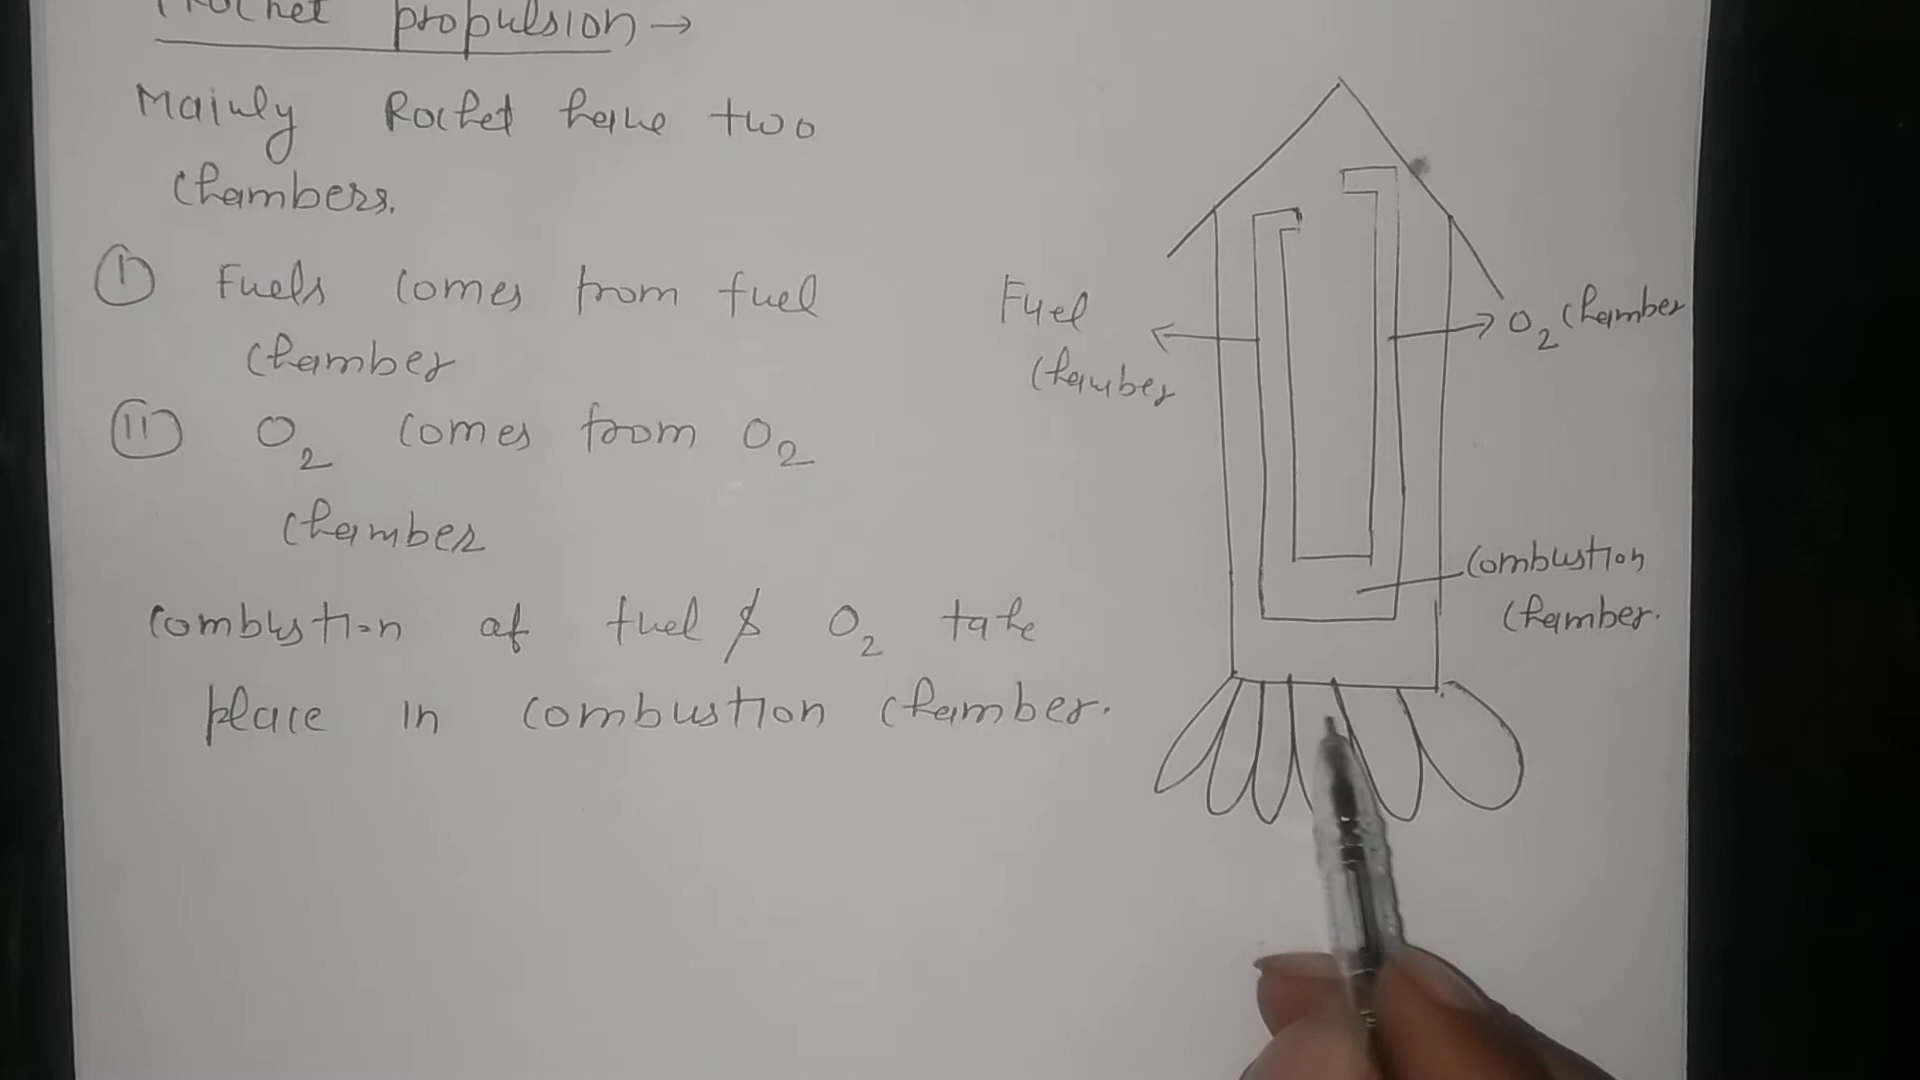 Rocket propulsion →
Mainly Rocket have two
chambers.
(I) Fuels comes from fuel
chamber
(II) O2 comes from O2
chamber
combustion of fuel & O2 take
place in combustion chamber.
Fuel
chamber
O2 chamber
combustion
chamber.